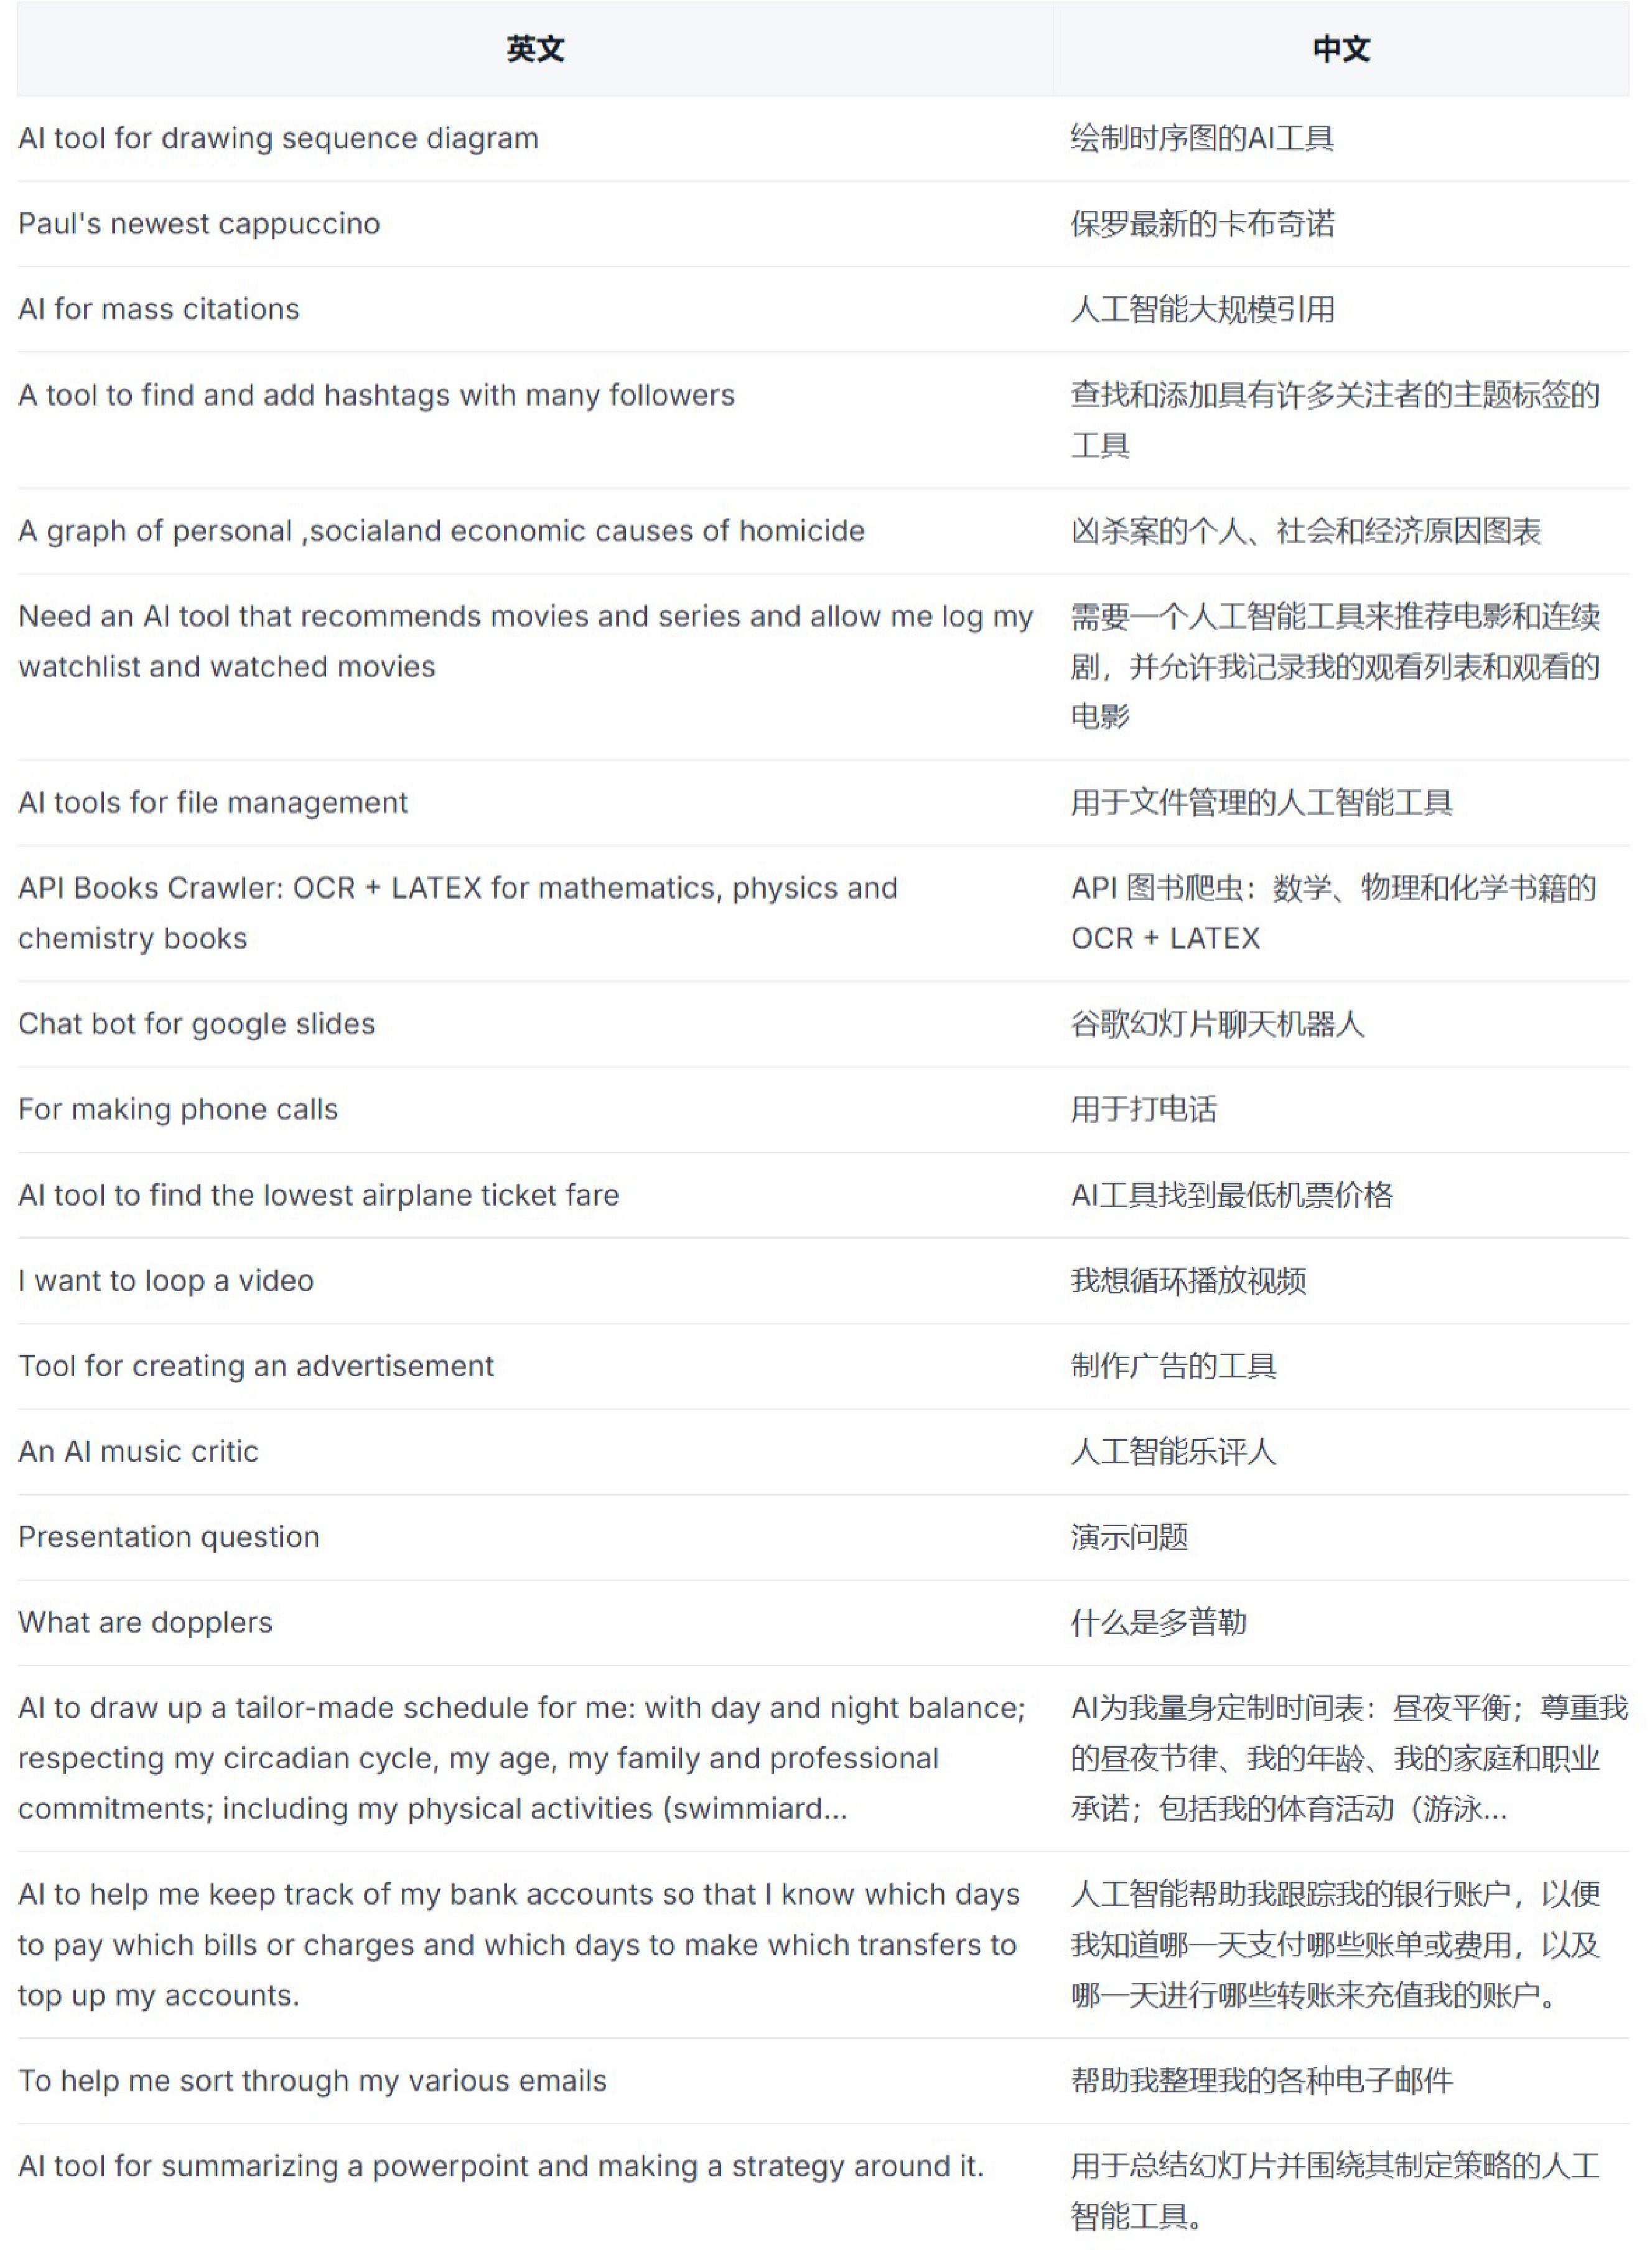 英文
中文
AI tool for drawing sequence diagram
绘制时序图的AI工具
Paul's newest cappuccino
保罗最新的卡布奇诺
AI for mass citations
人工智能大规模引用
A tool to find and add hashtags with many followers
查找和添加具有许多关注者的主题标签的
工具
A graph of personal ,socialand economic causes of homicide
凶杀案的个人、社会和经济原因图表
Need an AI tool that recommends movies and series and allow me log my
watchlist and watched movies
需要一个人工智能工具来推荐电影和连续
剧，并允许我记录我的观看列表和观看的
电影
AI tools for file management
用于文件管理的人工智能工具
API Books Crawler: OCR + LATEX for mathematics, physics and
chemistry books
API 图书爬虫：数学、物理和化学书籍的
OCR + LATEX
Chat bot for google slides
谷歌幻灯片聊天机器人
For making phone calls
用于打电话
AI tool to find the lowest airplane ticket fare
AI工具找到最低机票价格
I want to loop a video
我想循环播放视频
Tool for creating an advertisement
制作广告的工具
An AI music critic
人工智能乐评人
Presentation question
演示问题
What are dopplers
什么是多普勒
AI to draw up a tailor-made schedule for me: with day and night balance;
respecting my circadian cycle, my age, my family and professional
commitments; including my physical activities (swimmiard...
AI为我量身定制时间表：昼夜平衡；尊重我
的昼夜节律、我的年龄、我的家庭和职业
承诺；包括我的体育活动（游泳...
AI to help me keep track of my bank accounts so that I know which days
to pay which bills or charges and which days to make which transfers to
top up my accounts.
人工智能帮助我跟踪我的银行账户，以便
我知道哪一天支付哪些账单或费用，以及
哪一天进行哪些转账来充值我的账户。
To help me sort through my various emails
帮助我整理我的各种电子邮件
AI tool for summarizing a powerpoint and making a strategy around it.
用于总结幻灯片并围绕其制定策略的人工
智能工具。